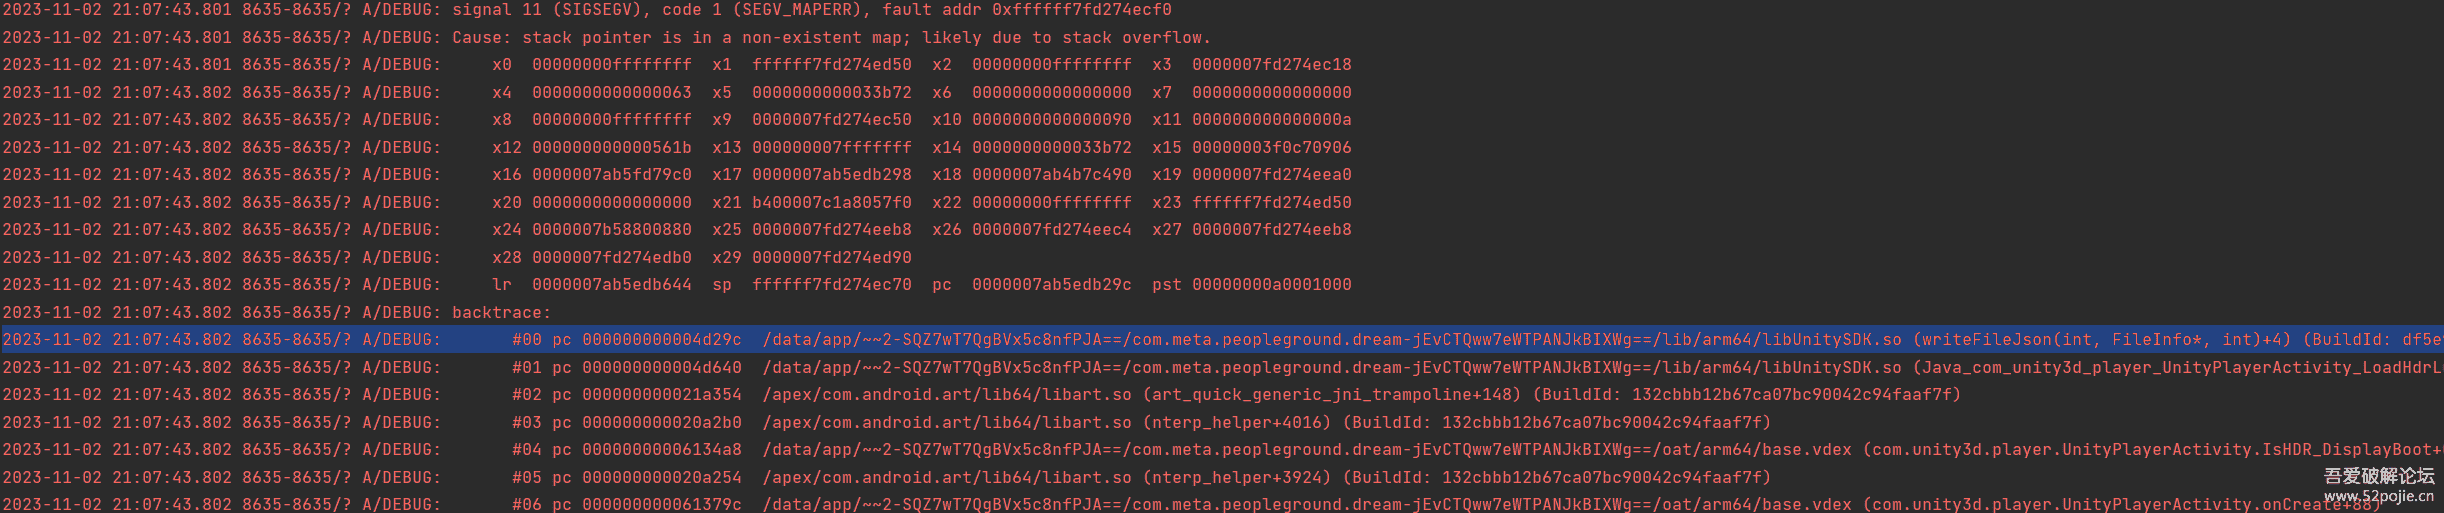 2023-11-02 21:07:43.801 8635-8635/? A/DEBUG: signal 11 (SIGSEGV), code 1 (SEGV_MAPERR), fault addr 0xffffff7fd274ecf0
2023-11-02 21:07:43.801 8635-8635/? A/DEBUG: Cause: stack pointer is in a non-existent map; likely due to stack overflow.
2023-11-02 21:07:43.802 8635-8635/? A/DEBUG:     x0  00000000ffffffff  x1  ffffff7fd274ed50  x2  00000000ffffffff  x3  0000007fd274ec18
2023-11-02 21:07:43.802 8635-8635/? A/DEBUG:     x4  0000000000000063  x5  0000000000033b72  x6  0000000000000000  x7  0000000000000000
2023-11-02 21:07:43.802 8635-8635/? A/DEBUG:     x8  00000000ffffffff  x9  0000007fd274ec50  x10 0000000000000090  x11 000000000000000a
2023-11-02 21:07:43.802 8635-8635/? A/DEBUG:     x12 000000000000561b  x13 000000007fffffff  x14 0000000000033b72  x15 00000003f0c70906
2023-11-02 21:07:43.802 8635-8635/? A/DEBUG:     x16 0000007ab5fd79c0  x17 0000007ab5edb298  x18 0000007ab4b7c490  x19 0000007fd274eea0
2023-11-02 21:07:43.802 8635-8635/? A/DEBUG:     x20 0000000000000000  x21 b400007c1a8057f0  x22 00000000ffffffff  x23 ffffff7fd274ed50
2023-11-02 21:07:43.802 8635-8635/? A/DEBUG:     x24 0000007b58800880  x25 0000007fd274eeb8  x26 0000007fd274eec4  x27 0000007fd274eeb8
2023-11-02 21:07:43.802 8635-8635/? A/DEBUG:     x28 0000007fd274edb0  x29 0000007fd274ed90
2023-11-02 21:07:43.802 8635-8635/? A/DEBUG:     lr  0000007ab5edb644  sp  ffffff7fd274ec70  pc  0000007ab5edb29c  pst 00000000a0001000
2023-11-02 21:07:43.802 8635-8635/? A/DEBUG: backtrace:
2023-11-02 21:07:43.802 8635-8635/? A/DEBUG:       #00 pc 000000000004d29c  /data/app/~~2-SQZ7wT7QgBVx5c8nfPJA==/com.meta.peopleground.dream-jEvCTQww7eWTPANJkBIXWg==/lib/arm64/libUnitySDK.so (writeFileJson(int, FileInfo*, int)+4) (BuildId: df5e
2023-11-02 21:07:43.802 8635-8635/? A/DEBUG:       #01 pc 000000000004d640  /data/app/~~2-SQZ7wT7QgBVx5c8nfPJA==/com.meta.peopleground.dream-jEvCTQww7eWTPANJkBIXWg==/lib/arm64/libUnitySDK.so (Java_com_unity3d_player_UnityPlayerActivity_LoadHdrL
2023-11-02 21:07:43.802 8635-8635/? A/DEBUG:       #02 pc 000000000021a354  /apex/com.android.art/lib64/libart.so (art_quick_generic_jni_trampoline+148) (BuildId: 132cbbb12b67ca07bc90042c94faaf7f)
2023-11-02 21:07:43.802 8635-8635/? A/DEBUG:       #03 pc 000000000020a2b0  /apex/com.android.art/lib64/libart.so (nterp_helper+4016) (BuildId: 132cbbb12b67ca07bc90042c94faaf7f)
2023-11-02 21:07:43.802 8635-8635/? A/DEBUG:       #04 pc 00000000006134a8  /data/app/~~2-SQZ7wT7QgBVx5c8nfPJA==/com.meta.peopleground.dream-jEvCTQww7eWTPANJkBIXWg==/oat/arm64/base.vdex (com.unity3d.player.UnityPlayerActivity.IsHDR_DisplayBoot+
2023-11-02 21:07:43.802 8635-8635/? A/DEBUG:       #05 pc 000000000020a254  /apex/com.android.art/lib64/libart.so (nterp_helper+3924) (BuildId: 132cbbb12b67ca07bc90042c94faaf7f)
2023-11-02 21:07:43.802 8635-8635/? A/DEBUG:       #06 pc 000000000061379c  /data/app/~~2-SQZ7wT7QgBVx5c8nfPJA==/com.meta.peopleground.dream-jEvCTQww7eWTPANJkBIXWg==/oat/arm64/base.vdex (com.unity3d.player.UnityPlayerActivity.onCreate+88)
吾爱破解论坛
www.52pojie.cn